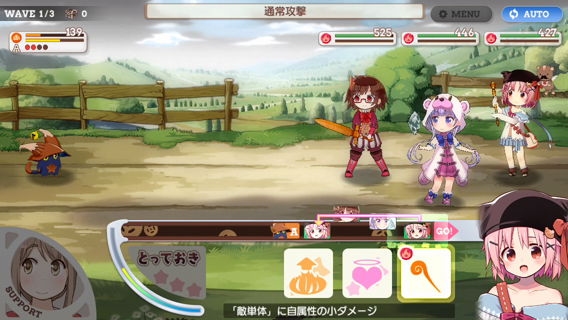 WAVE 1/3 0
通常攻撃
MENU
AUTO
139
A
525
446
427
A
GO!
とっておき
SUPPORT
「敵単体」に自属性の小ダメージ